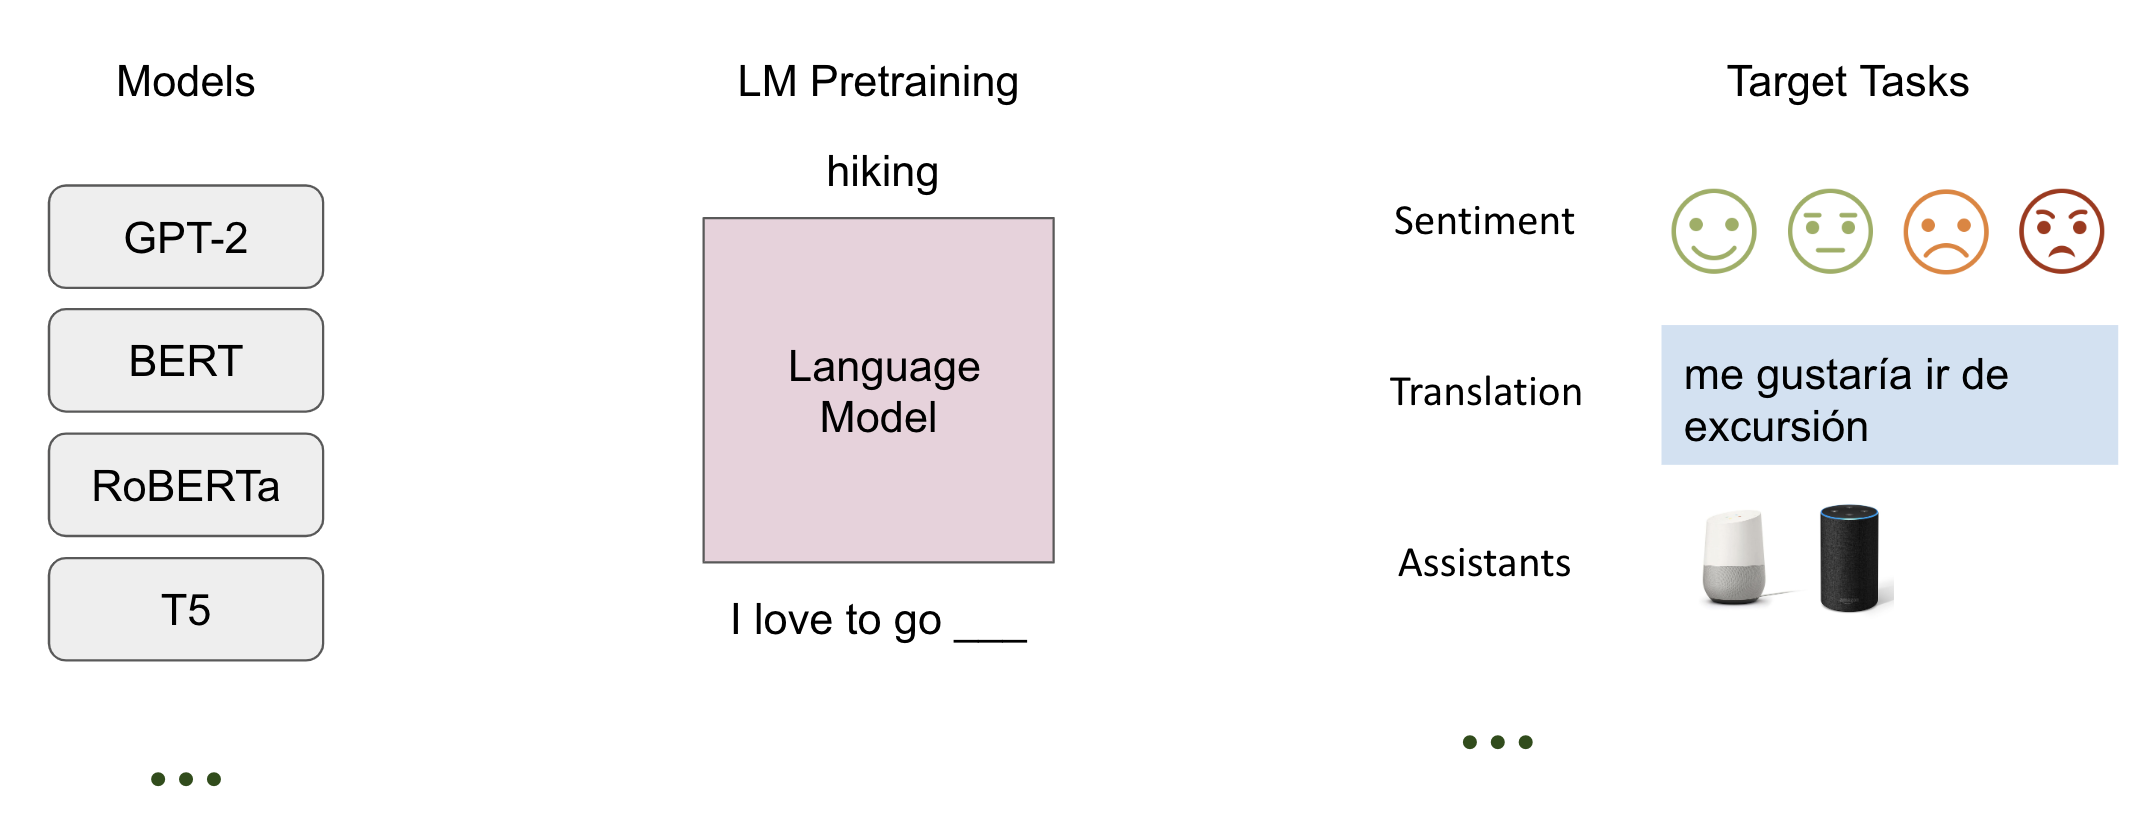 Models
GPT-2
BERT
RoBERTa
T5
...
LM Pretraining
hiking
Language
Model
I love to go ___
Target Tasks
Sentiment
Translation
me gustaría ir de
excursión
Assistants
...